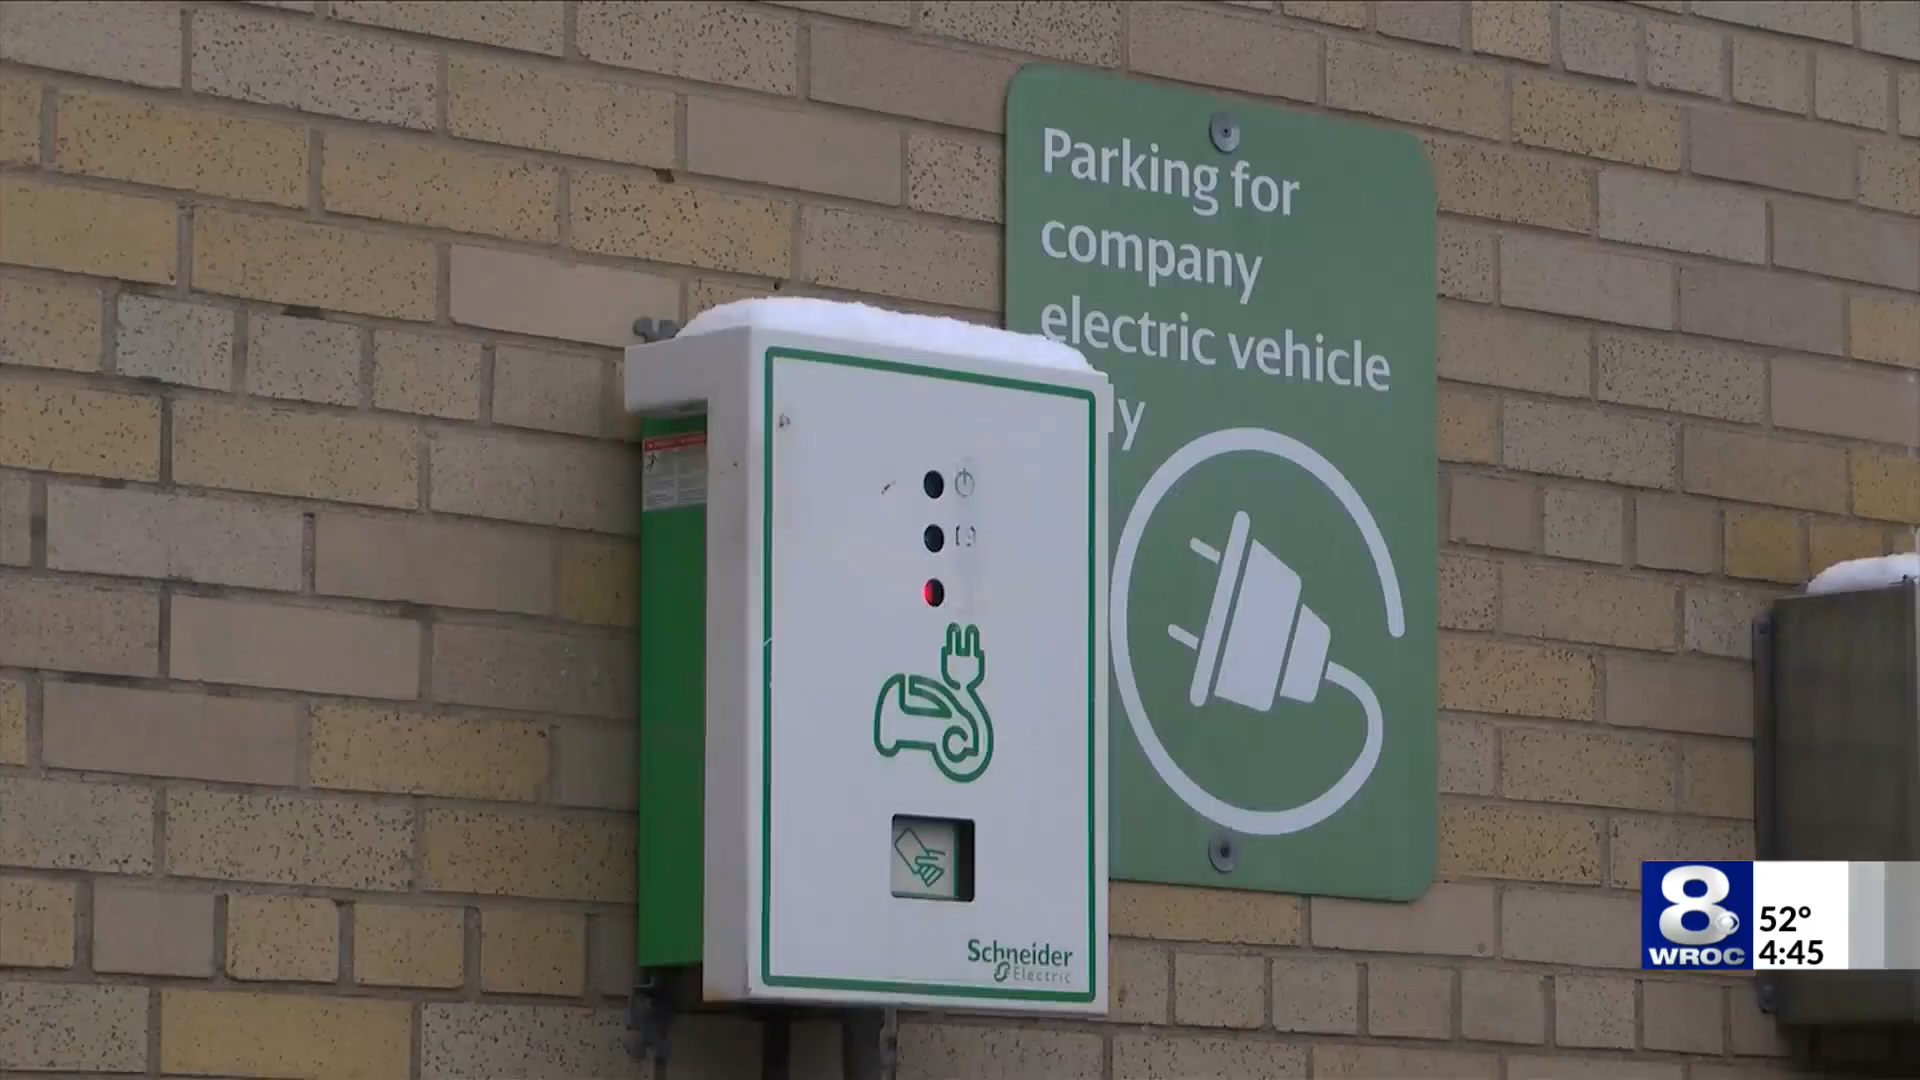 Parking for
company
electric vehicle
Schneider
Electric
8
WROC
52°
4:45